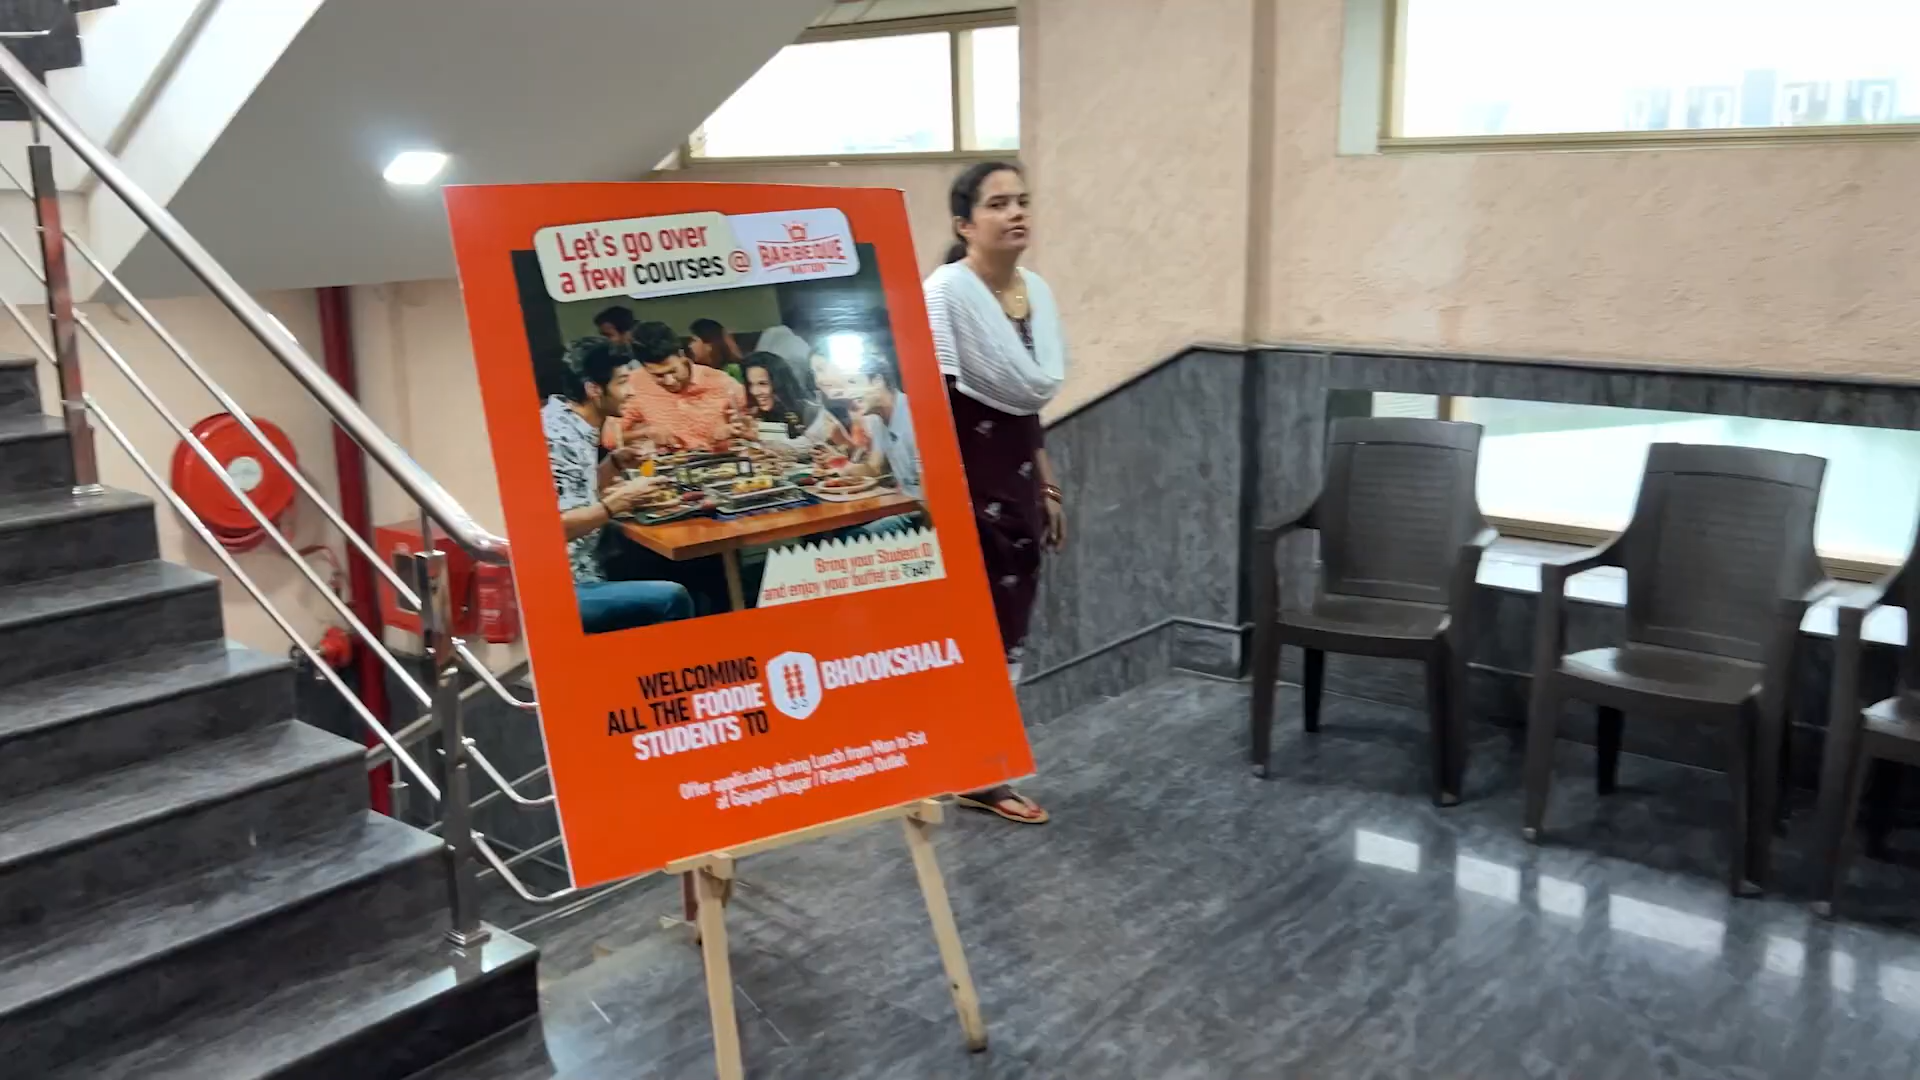 Let's go over
a few courses @
BARBEQUE
NATION
Bring your Student ID
and enjoy your buffet at
WELCOMING
ALL THE FOODIE
STUDENTS TO
BHOOKSHALA
Offer applicable during Lunch from Mon to Sat
at Gajapati Nagar / Patrapada Outlet